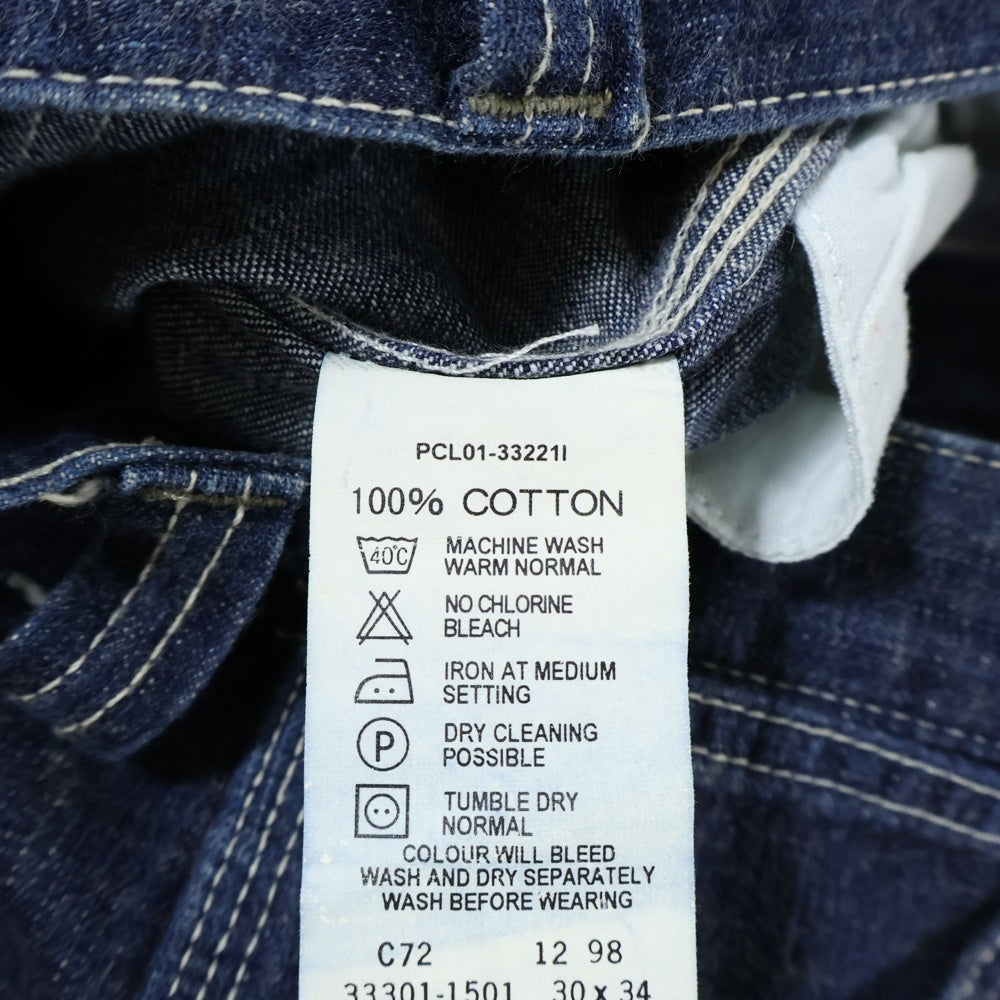 PCL01-33221I
100% COTTON
40°C MACHINE WASH
WARM NORMAL
NO CHLORINE
BLEACH
IRON AT MEDIUM
SETTING
P DRY CLEANING
POSSIBLE
TUMBLE DRY
NORMAL
COLOUR WILL BLEED
WASH AND DRY SEPARATELY
WASH BEFORE WEARING
C72 12 98
33301-1501 30 x 34